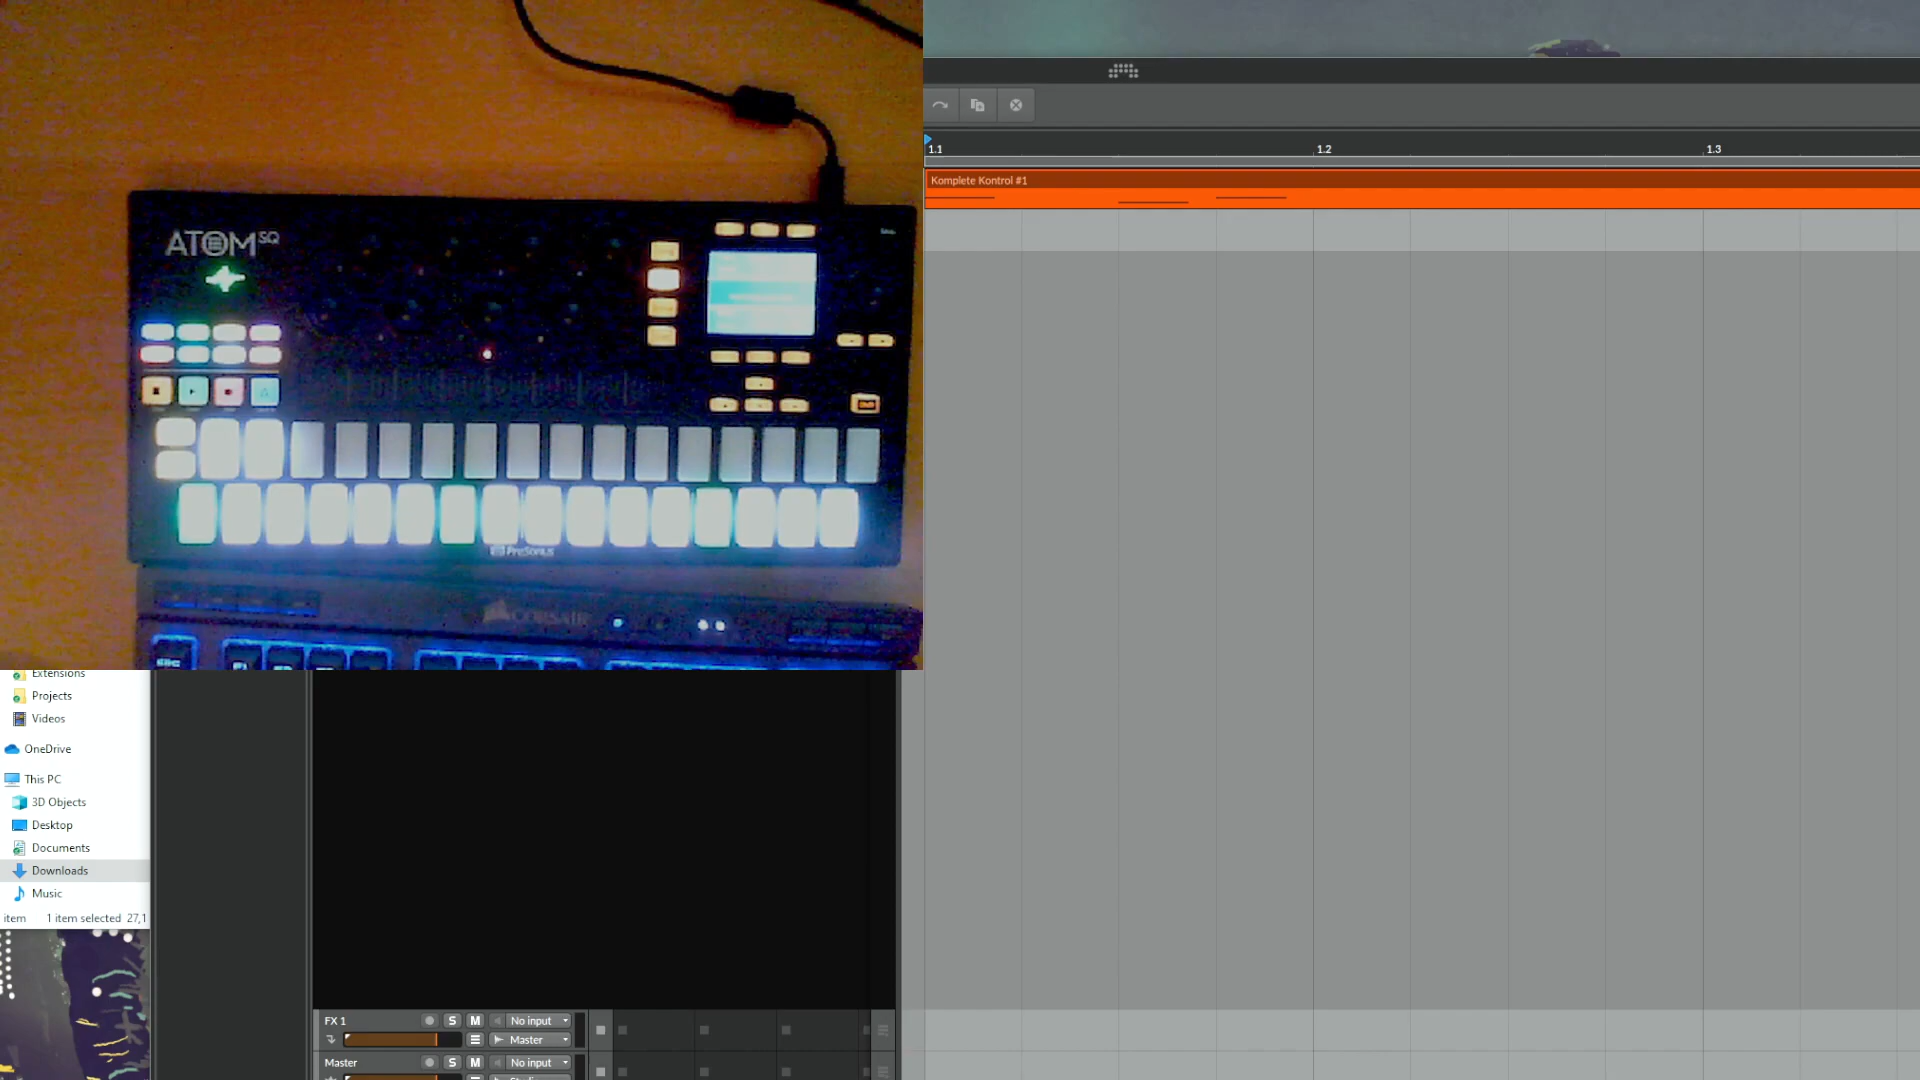 ATOM SQ
PreSonus
CORSAIR
1.1
1.2
1.3
Komplete Kontrol #1
Extensions
Projects
Videos
OneDrive
This PC
3D Objects
Desktop
Documents
Downloads
Music
item 1 item selected 27,1
FX 1 S M No input
Master
Master S M No input